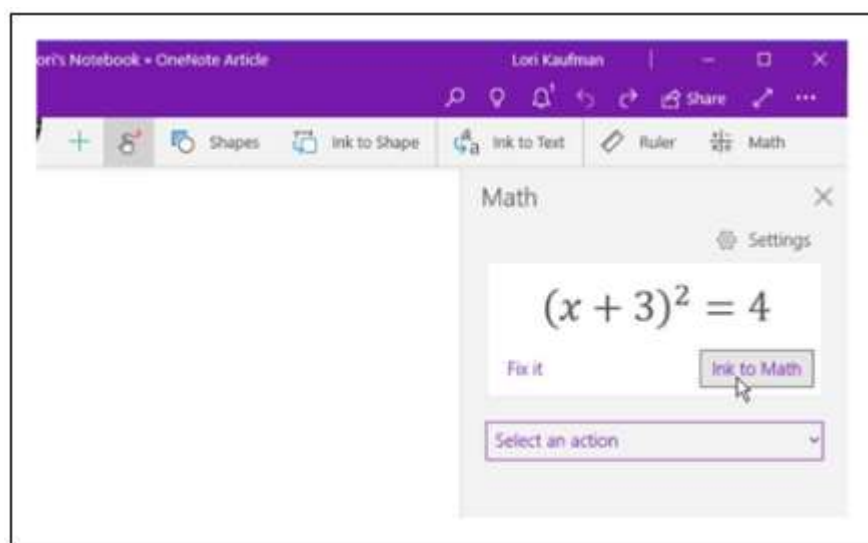 ori's Notebook • OneNote Article Lori Kaufman
Share
Shapes Ink to Shape Ink to Text Ruler Math
Math
Settings
(x + 3)² = 4
Fix it Ink to Math
Select an action